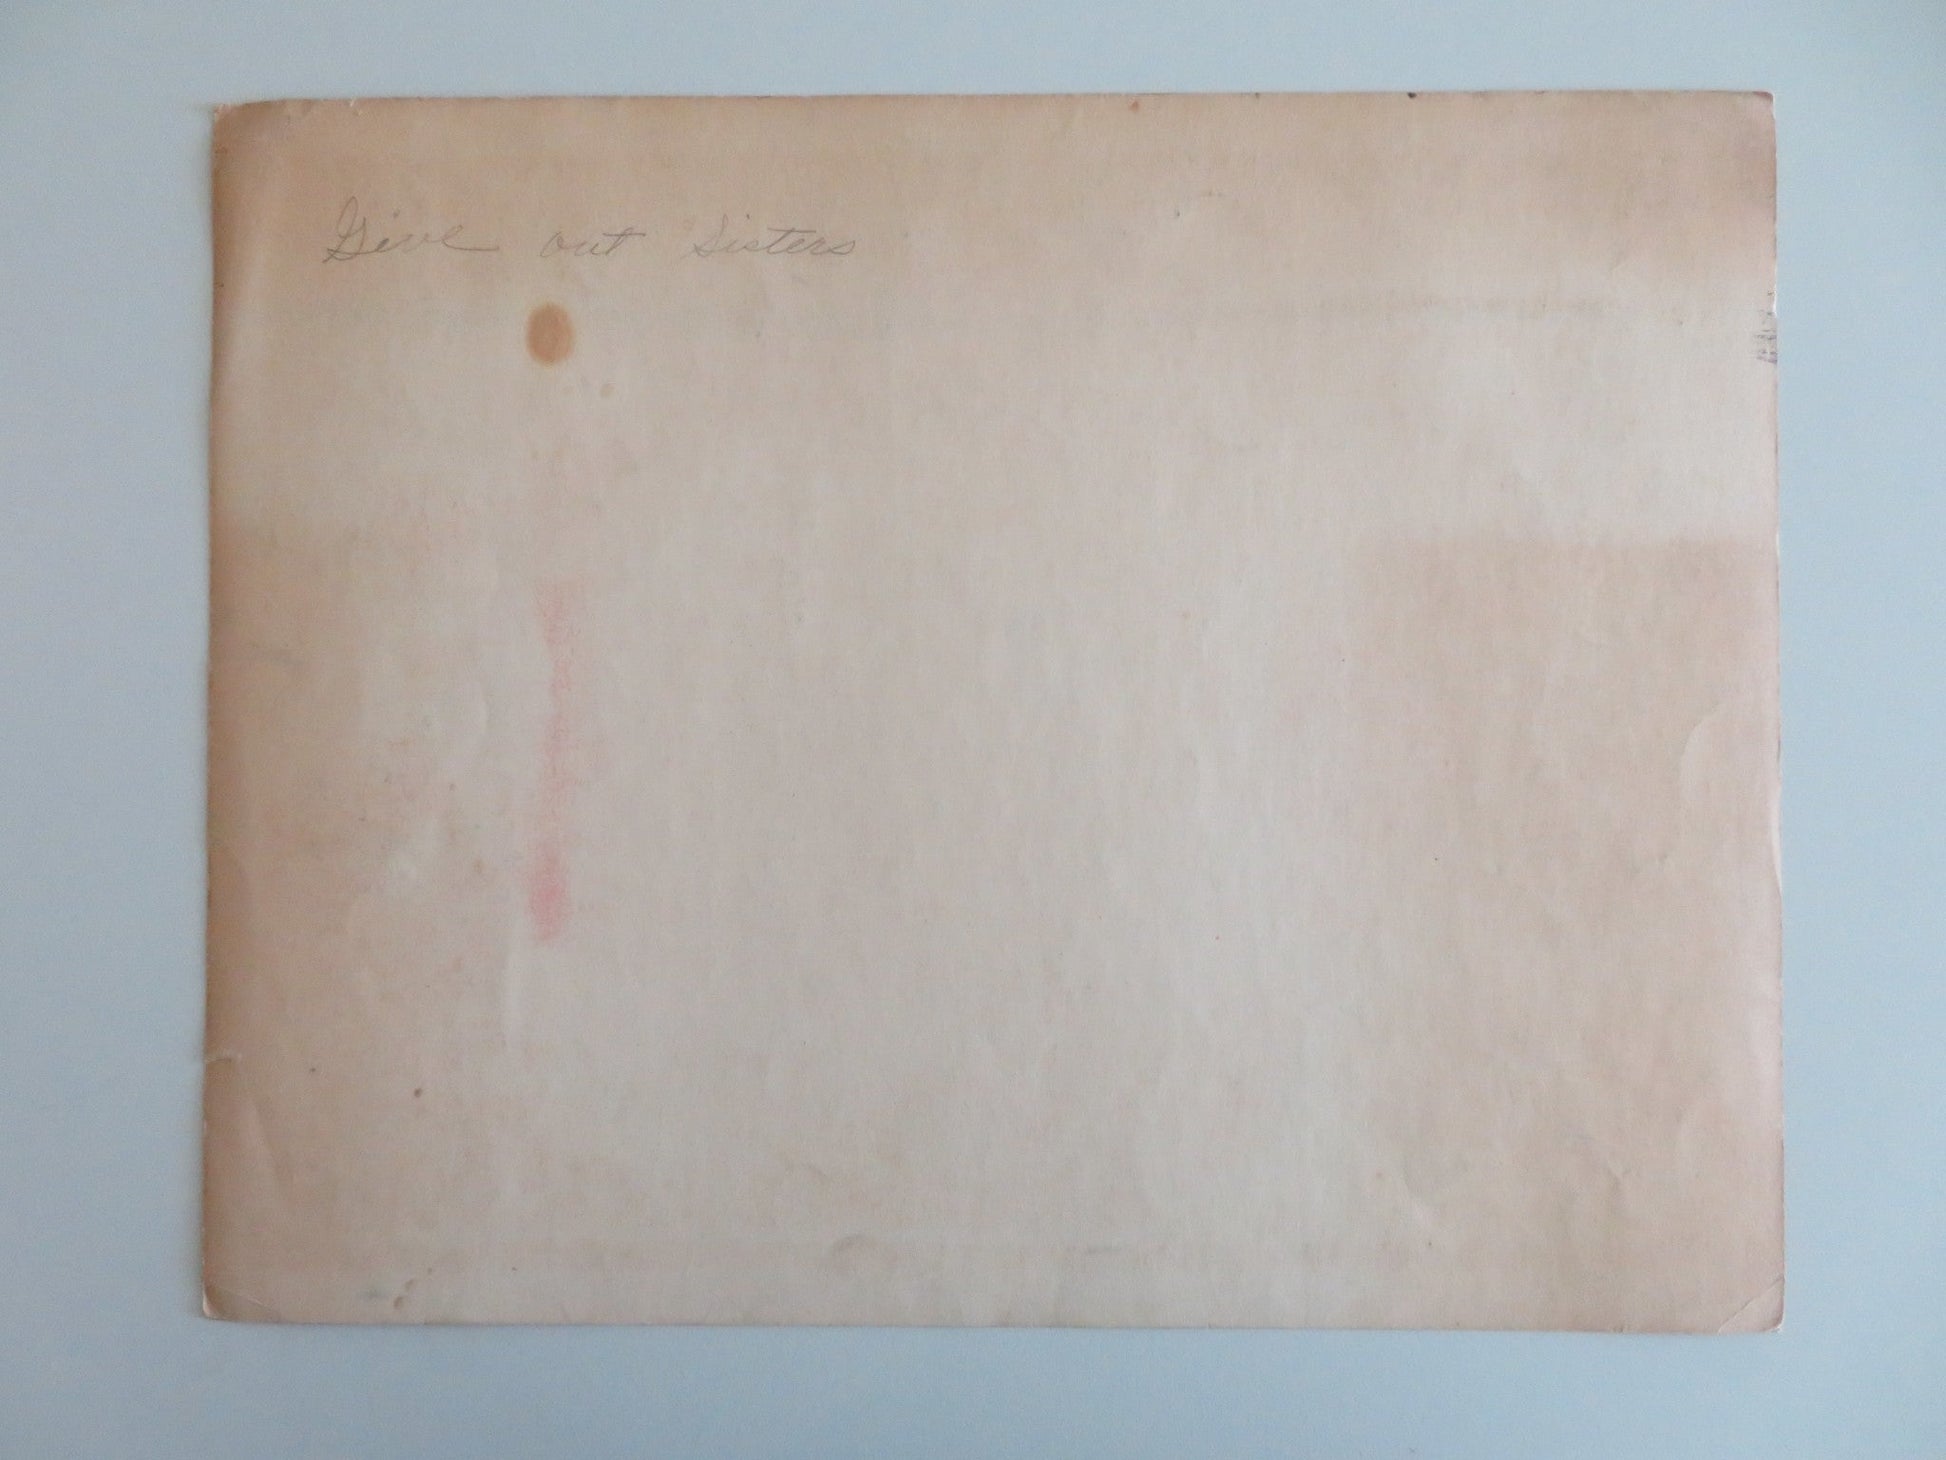 Give out Sisters